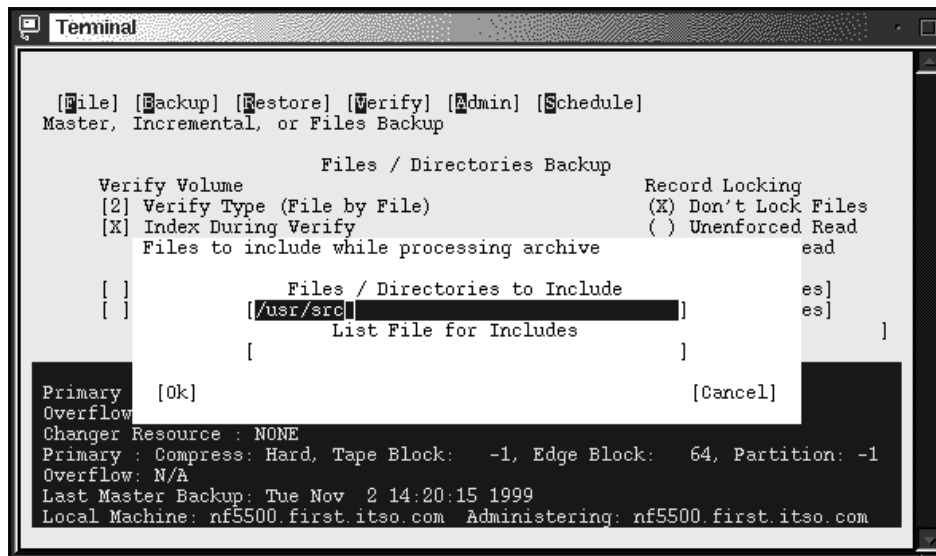 Terminal
[File] [Backup] [Restore] [Verify] [Admin] [Schedule]
Master, Incremental, or Files Backup
Files / Directories Backup
Verify Volume Record Locking
[2] Verify Type (File by File) (X) Don't Lock Files
[X] Index During Verify ( ) Unenforced Read
Files to include while processing archive ead
[ ] Files / Directories to Include es]
[ ] [/usr/src ] es]
List File for Includes ]
[ ]
Primary [Ok] [Cancel]
Overflow
Changer Resource : NONE
Primary : Compress: Hard, Tape Block: -1, Edge Block: 64, Partition: -1
Overflow: N/A
Last Master Backup: Tue Nov 2 14:20:15 1999
Local Machine: nf5500.first.itso.com Administering: nf5500.first.itso.com